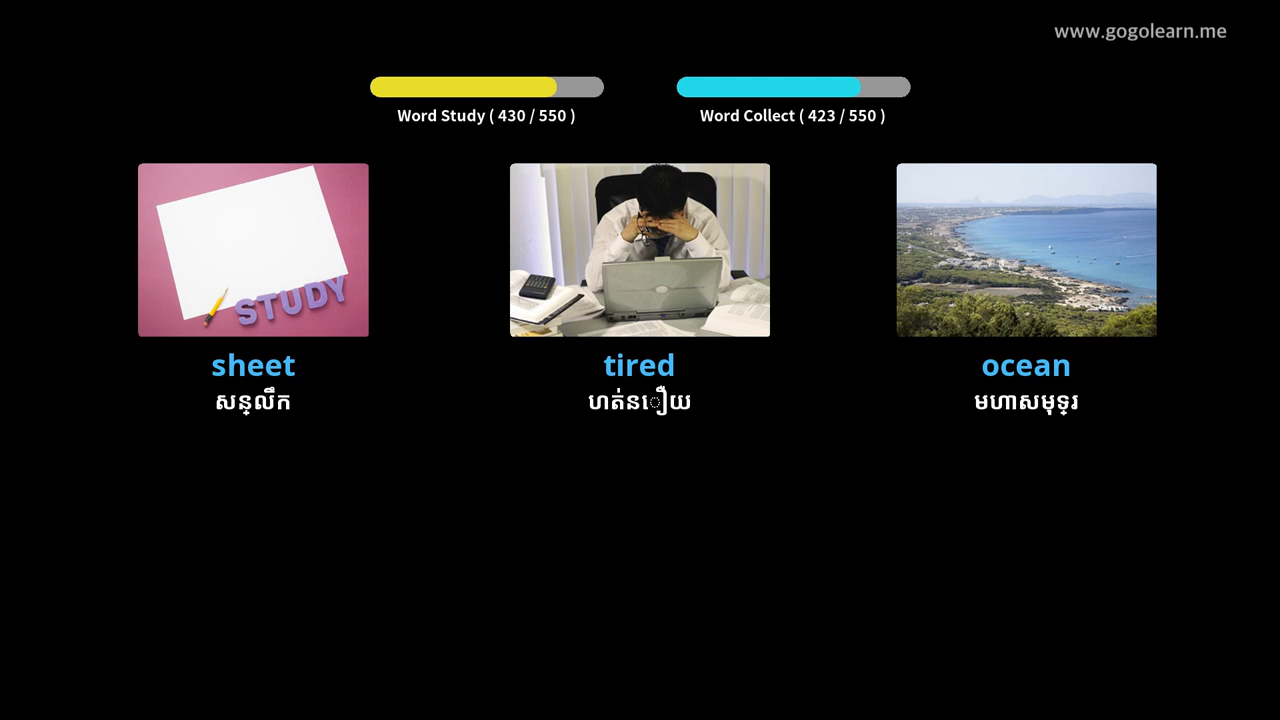 www.gogolearn.me
Word Study ( 430 / 550 )
Word Collect ( 423 / 550 )
STUDY
sheet
tired
ocean
សន្លឹក
ហត់នឿយ
មហាសមុទ្រ